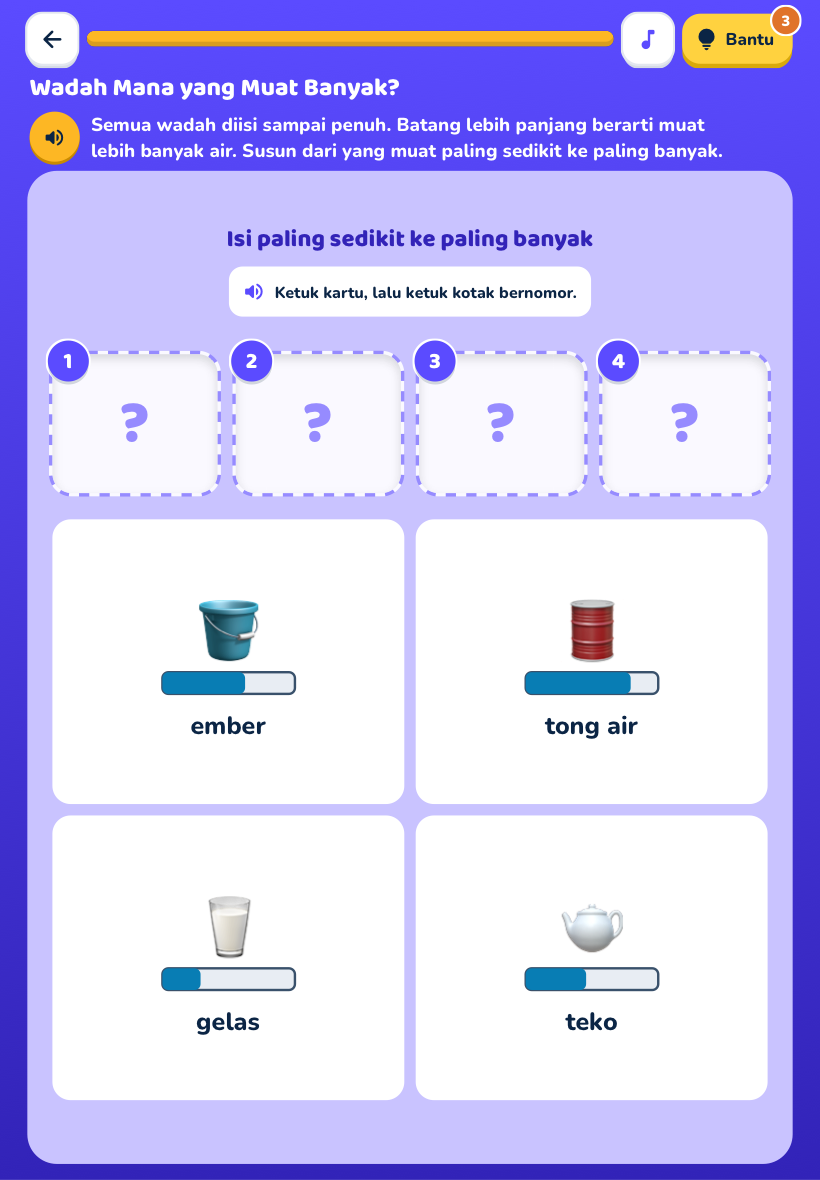 Bantu
3
Wadah Mana yang Muat Banyak?
Semua wadah diisi sampai penuh. Batang lebih panjang berarti muat
lebih banyak air. Susun dari yang muat paling sedikit ke paling banyak.
Isi paling sedikit ke paling banyak
Ketuk kartu, lalu ketuk kotak bernomor.
1
2
3
4
?
?
?
?
ember
tong air
gelas
teko